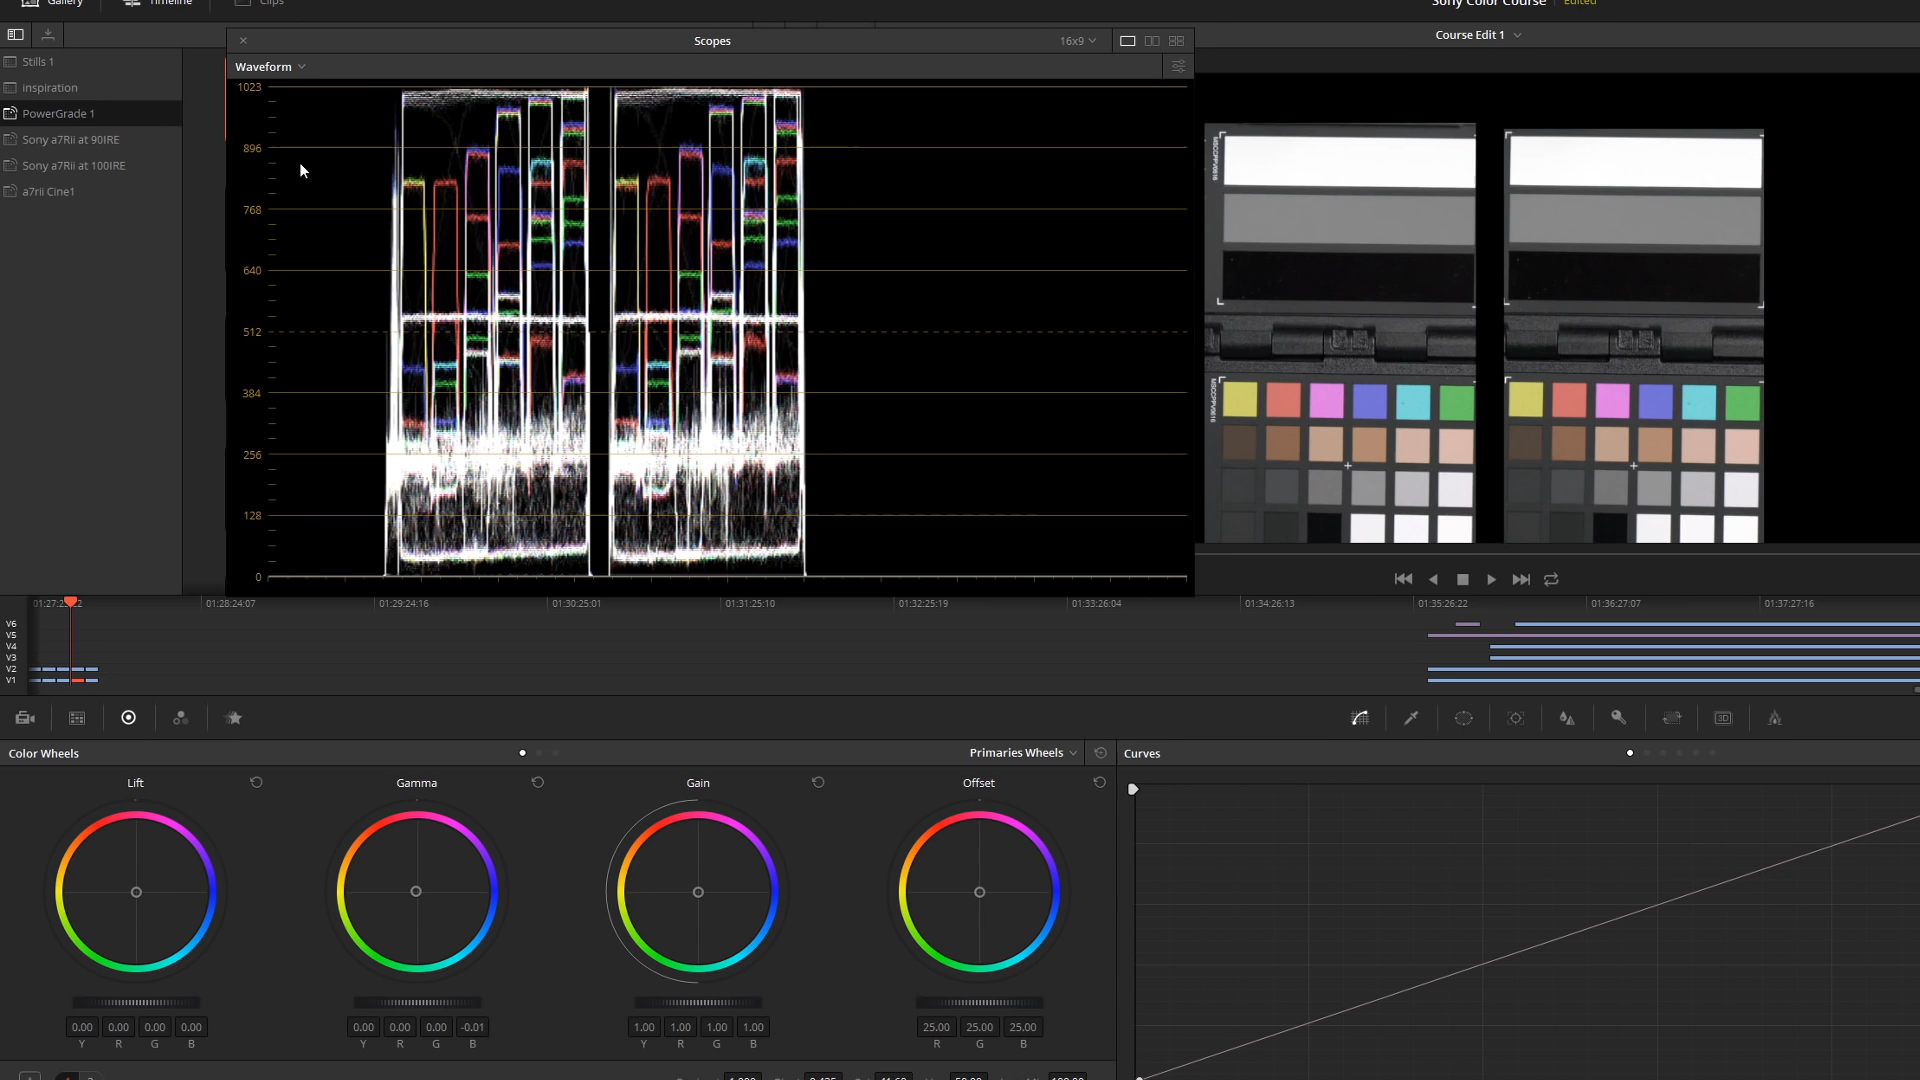 Gallery
Timeline
Clips
Sony Color Course
Edited
Scopes
16x9
Course Edit 1
Waveform
Stills 1
inspiration
PowerGrade 1
Sony a7Rii at 90IRE
Sony a7Rii at 100IRE
a7rii Cine1
1023
896
768
640
512
384
256
128
0
MSCCPPV0816
MSCCPPV0816
01:28:24:07
01:29:24:16
01:30:25:01
01:31:25:10
01:32:25:19
01:33:26:04
01:34:26:13
01:35:26:22
01:36:27:07
01:37:27:16
V6
V5
V4
V3
V2
V1
3D
Color Wheels
Primaries Wheels
Curves
Lift
Gamma
Gain
Offset
0.00 0.00 0.00 0.00
Y R G B
0.00 0.00 0.00 -0.01
Y R G B
1.00 1.00 1.00 1.00
Y R G B
25.00 25.00 25.00
R G B